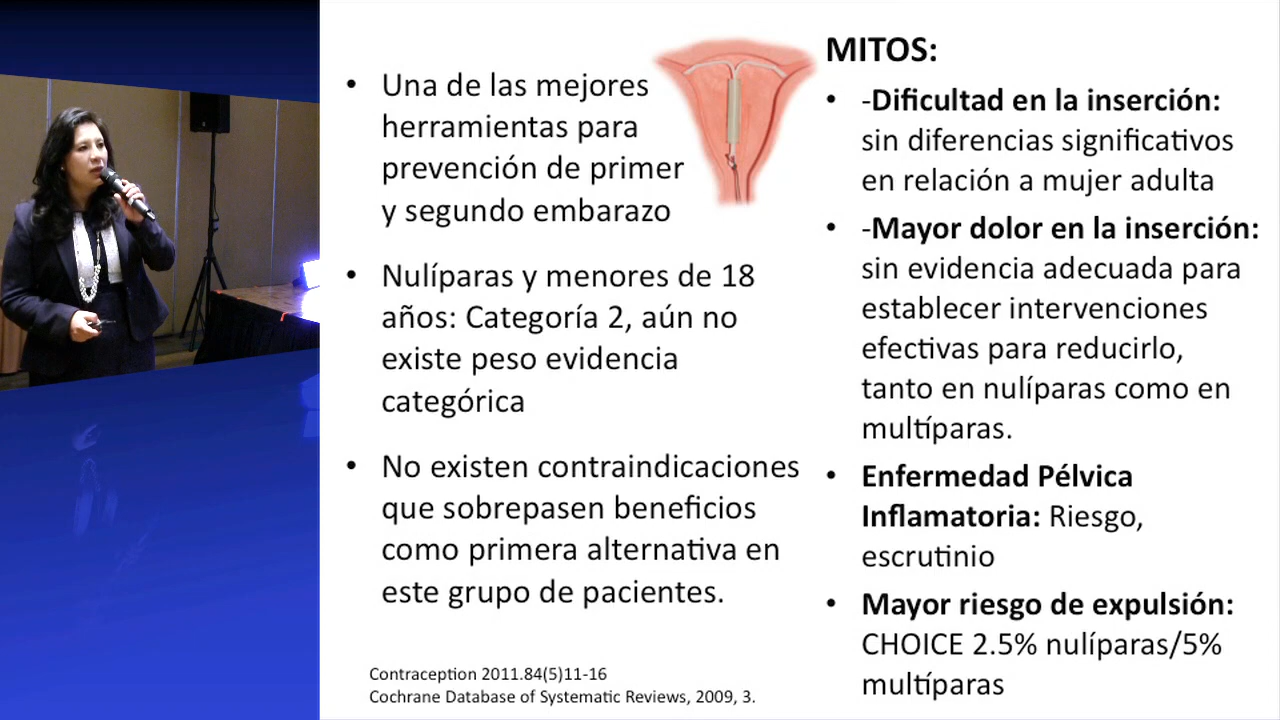 • Una de las mejores
herramientas para
prevención de primer
y segundo embarazo
• Nulíparas y menores de 18
años: Categoría 2, aún no
existe peso evidencia
categórica
• No existen contraindicaciones
que sobrepasen beneficios
como primera alternativa en
este grupo de pacientes.
Contraception 2011.84(5)11-16
Cochrane Database of Systematic Reviews, 2009, 3.
MITOS:
• -Dificultad en la inserción:
sin diferencias significativos
en relación a mujer adulta
• -Mayor dolor en la inserción:
sin evidencia adecuada para
establecer intervenciones
efectivas para reducirlo,
tanto en nulíparas como en
multíparas.
• Enfermedad Pélvica
Inflamatoria: Riesgo,
escrutinio
• Mayor riesgo de expulsión:
CHOICE 2.5% nulíparas/5%
multíparas